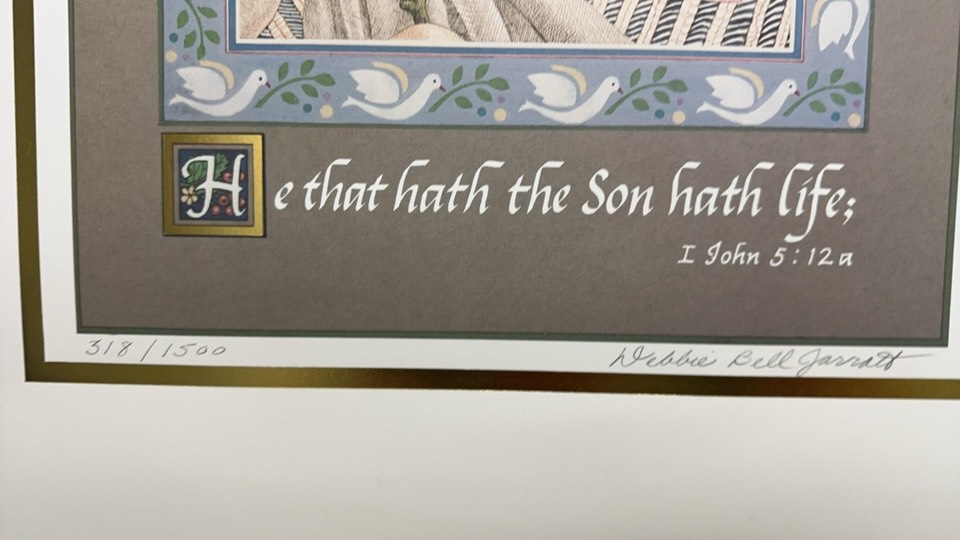 He that hath the Son hath life;
I John 5:12a
318/1500
Debbie Bell Jarratt